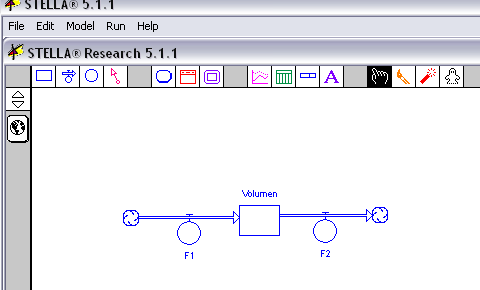 STELLA® 5.1.1
File Edit Model Run Help
STELLA® Research 5.1.1
A
Volumen
F1
F2